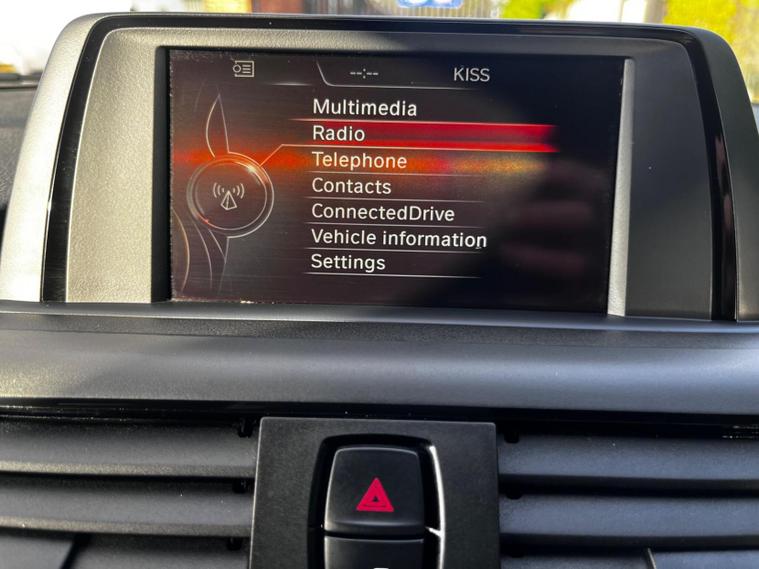 --:-- KISS
Multimedia
Radio
Telephone
Contacts
ConnectedDrive
Vehicle information
Settings